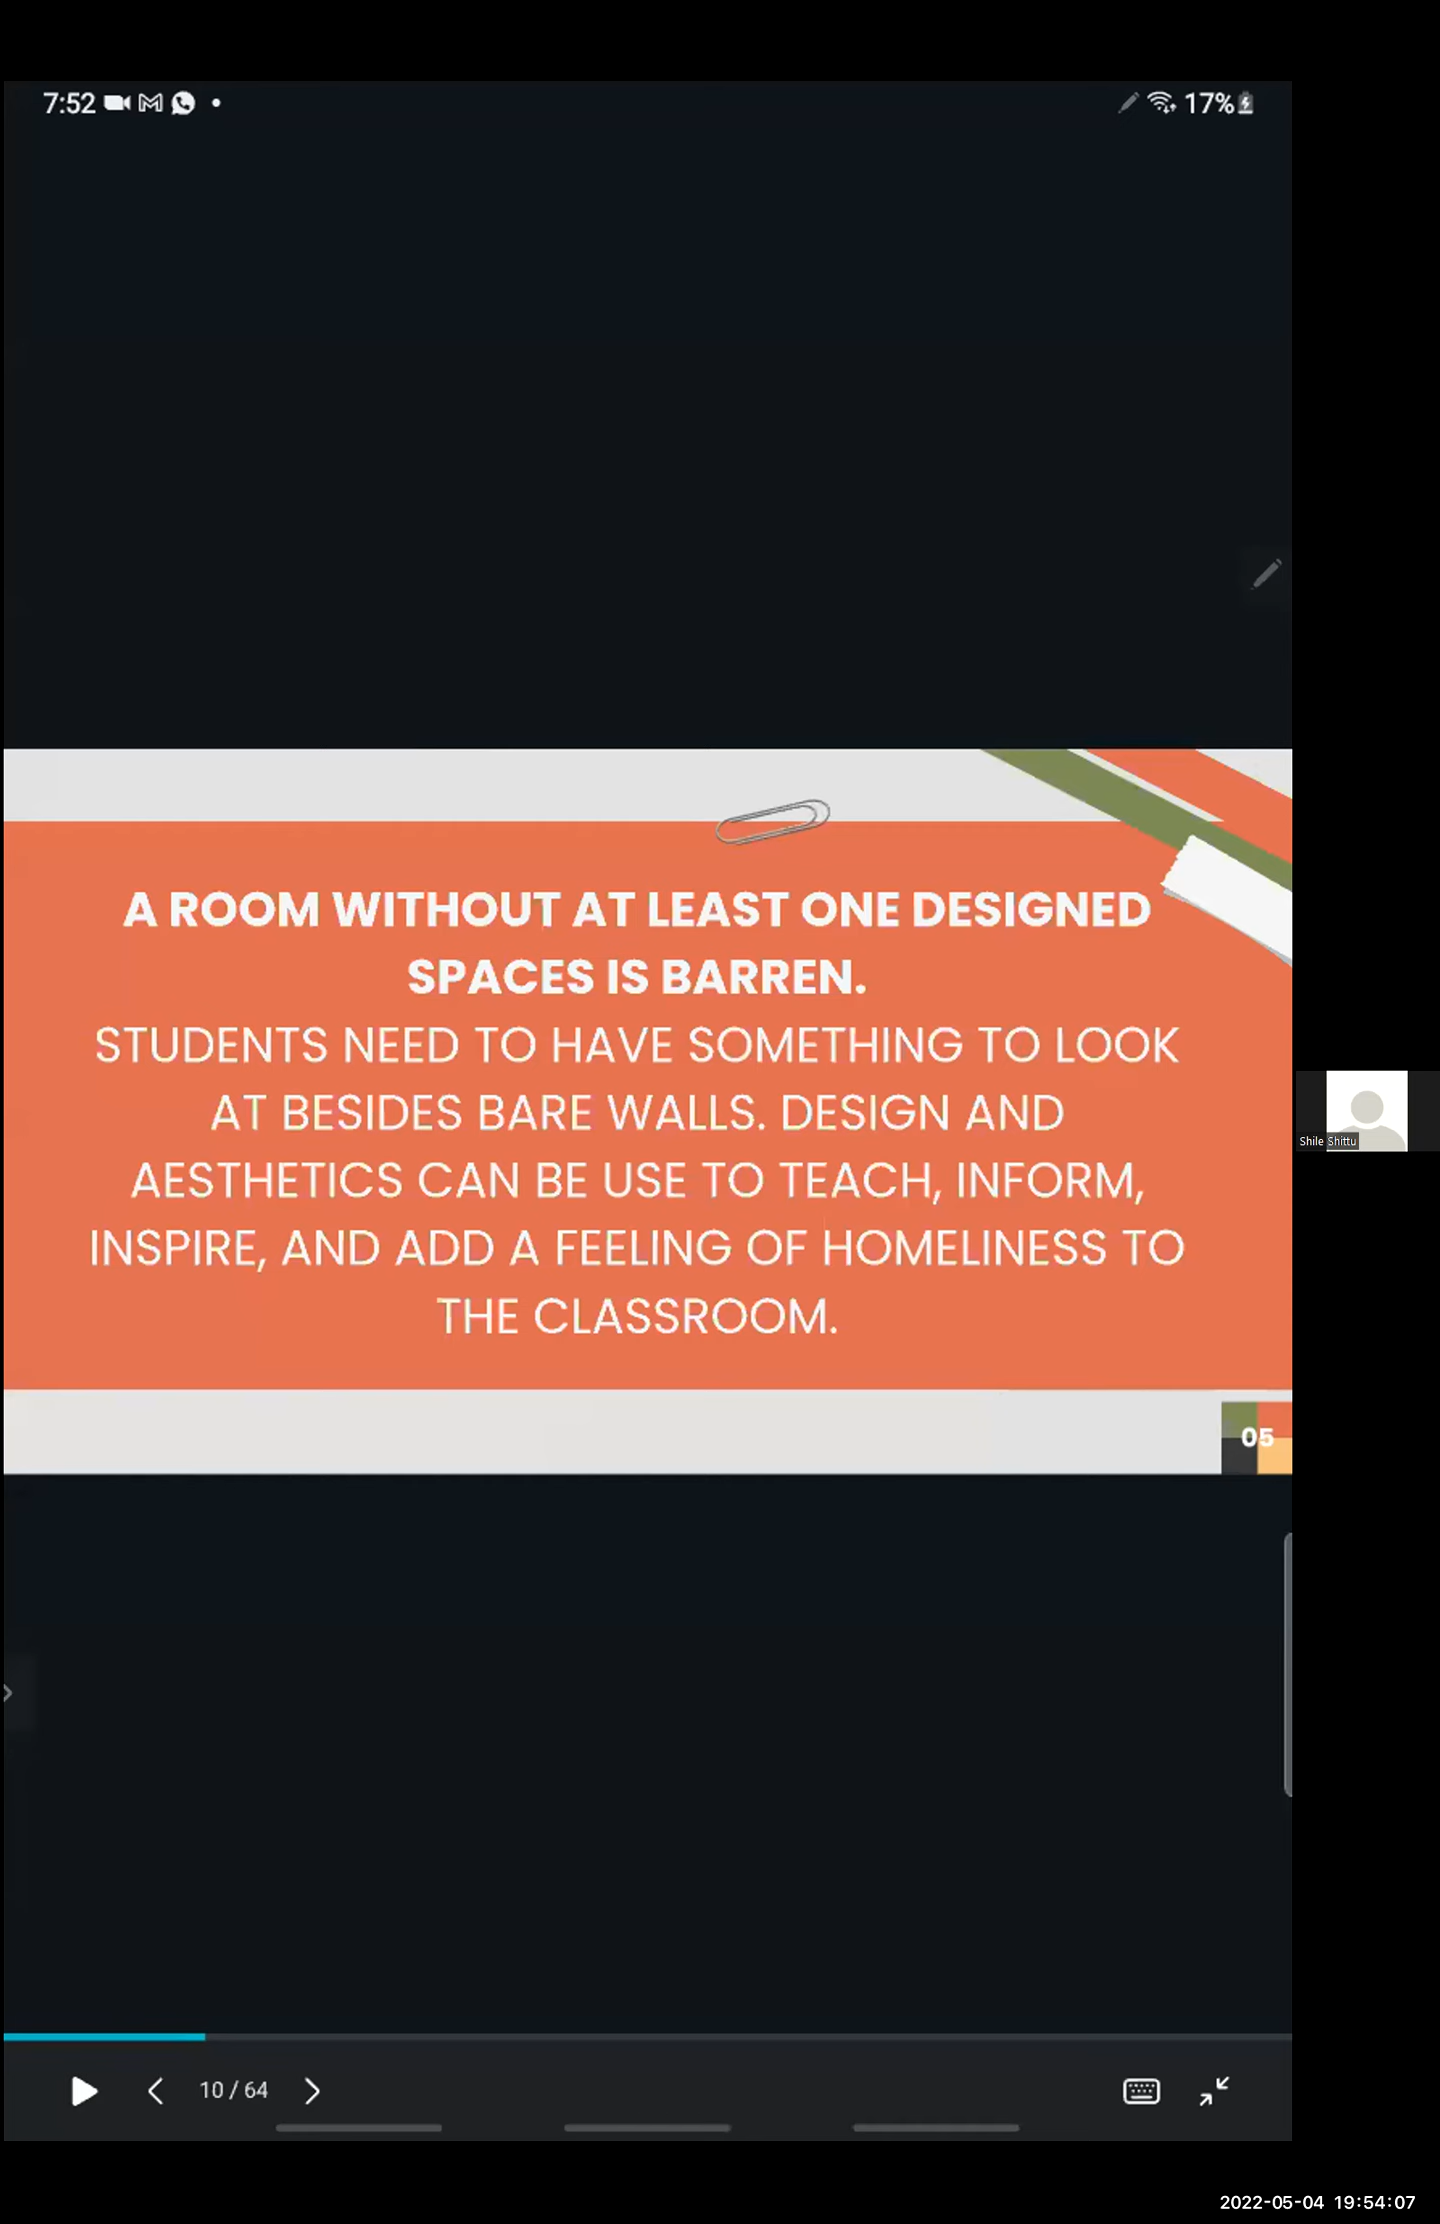 7:52
17%
A ROOM WITHOUT AT LEAST ONE DESIGNED
SPACES IS BARREN.
STUDENTS NEED TO HAVE SOMETHING TO LOOK
AT BESIDES BARE WALLS. DESIGN AND
AESTHETICS CAN BE USE TO TEACH, INFORM,
INSPIRE, AND ADD A FEELING OF HOMELINESS TO
THE CLASSROOM.
Shile Shittu
05
10 / 64
2022-05-04 19:54:07